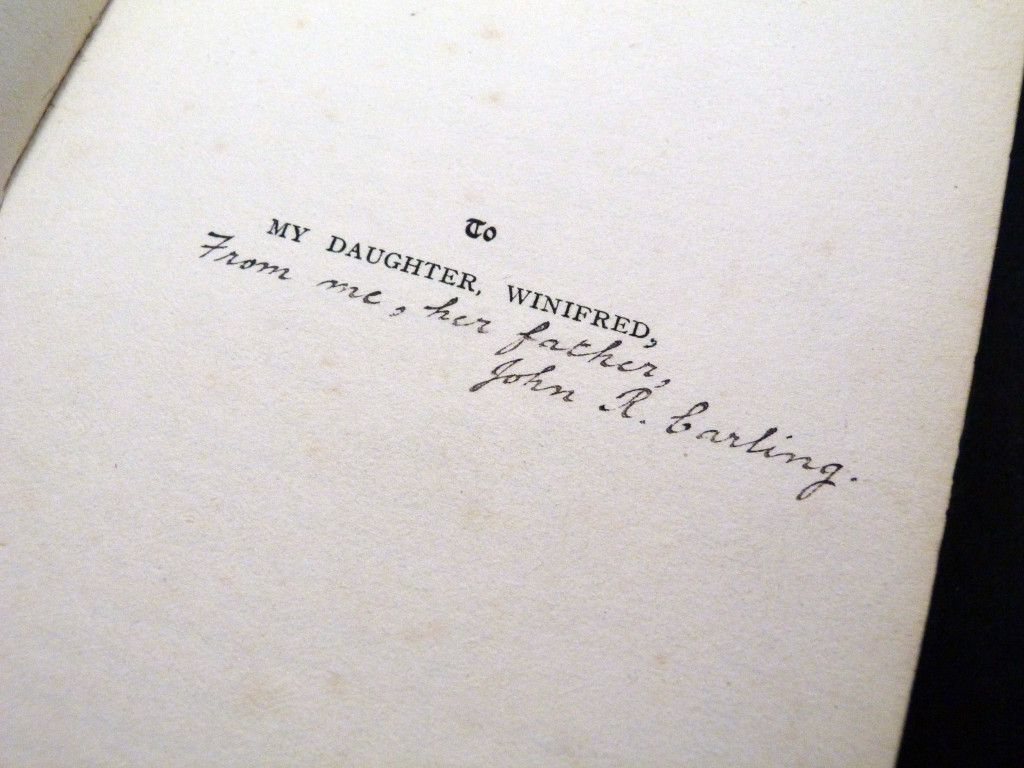 To
MY DAUGHTER, WINIFRED,
From me, her father,
John R. Carling.